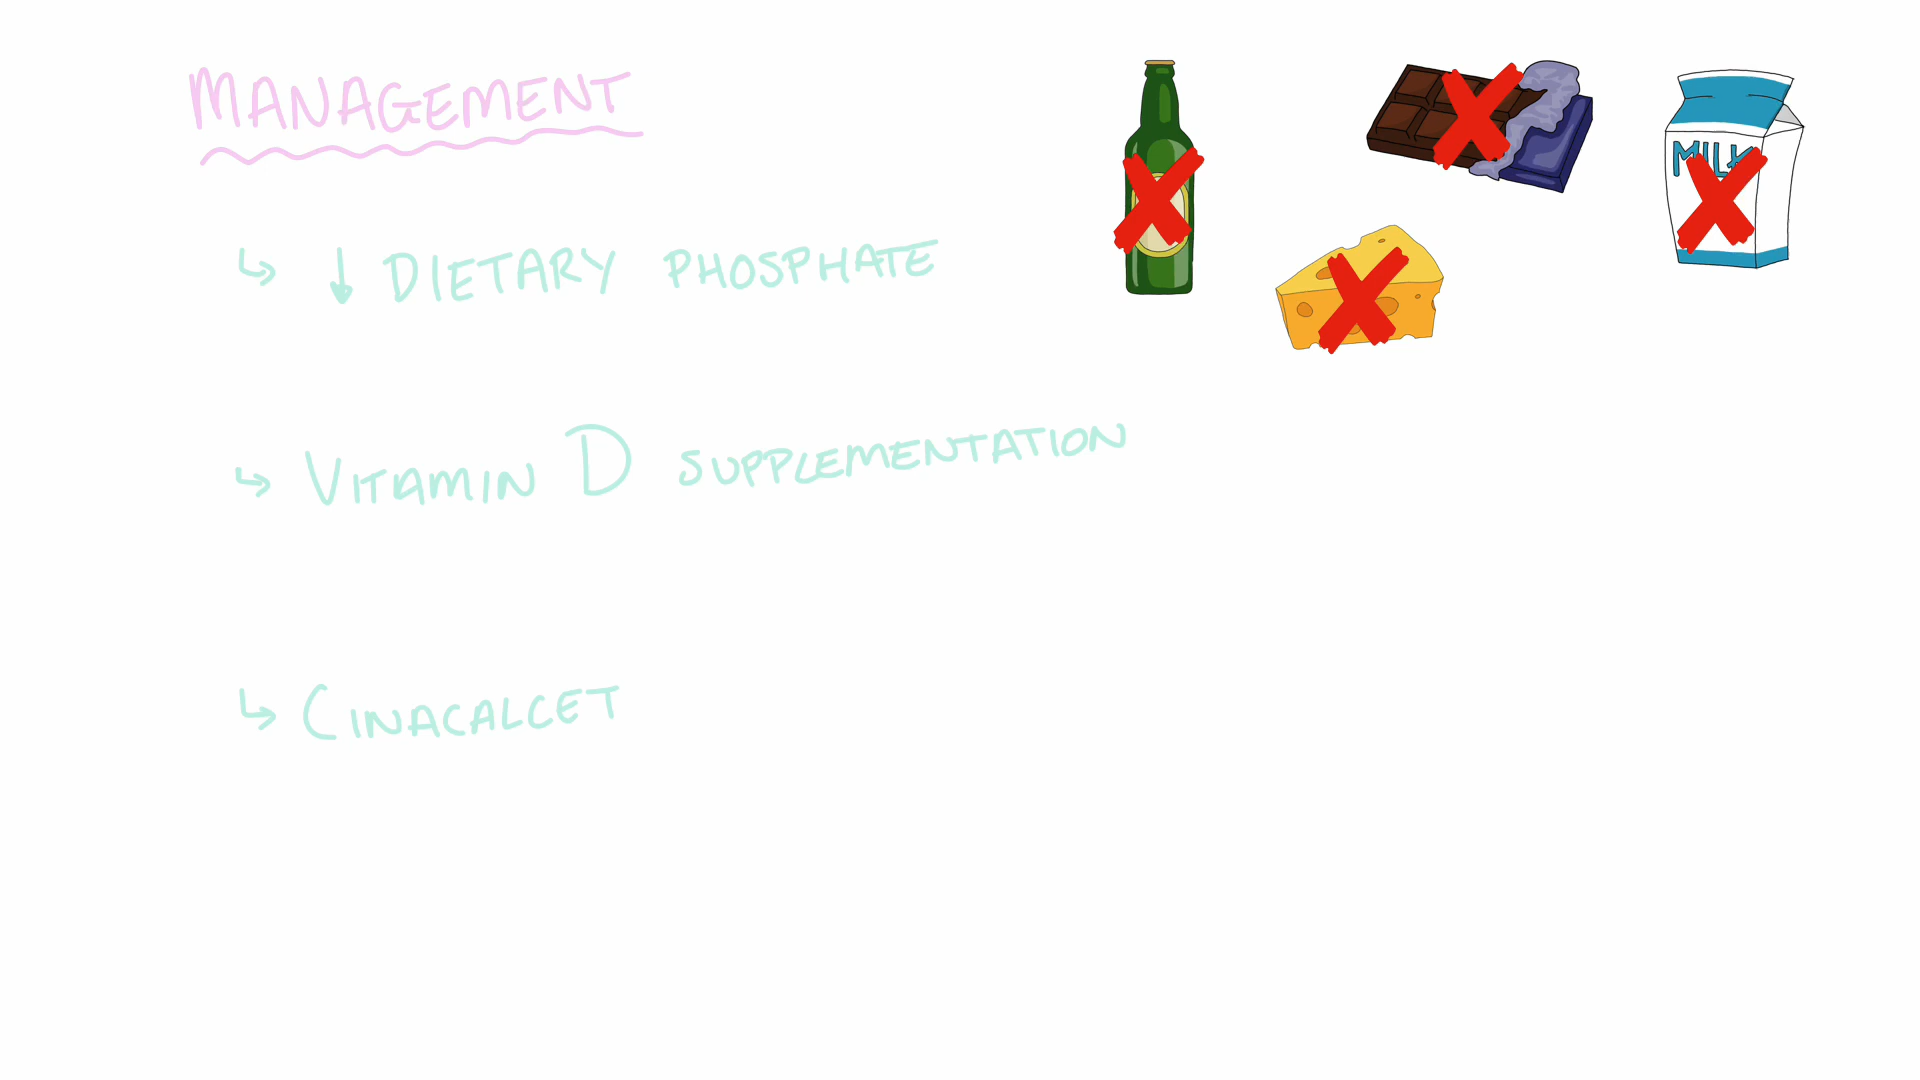 MANAGEMENT
↳ ↓ DIETARY PHOSPHATE
MILK
↳ VITAMIN D SUPPLEMENTATION
↳ CINACALCET